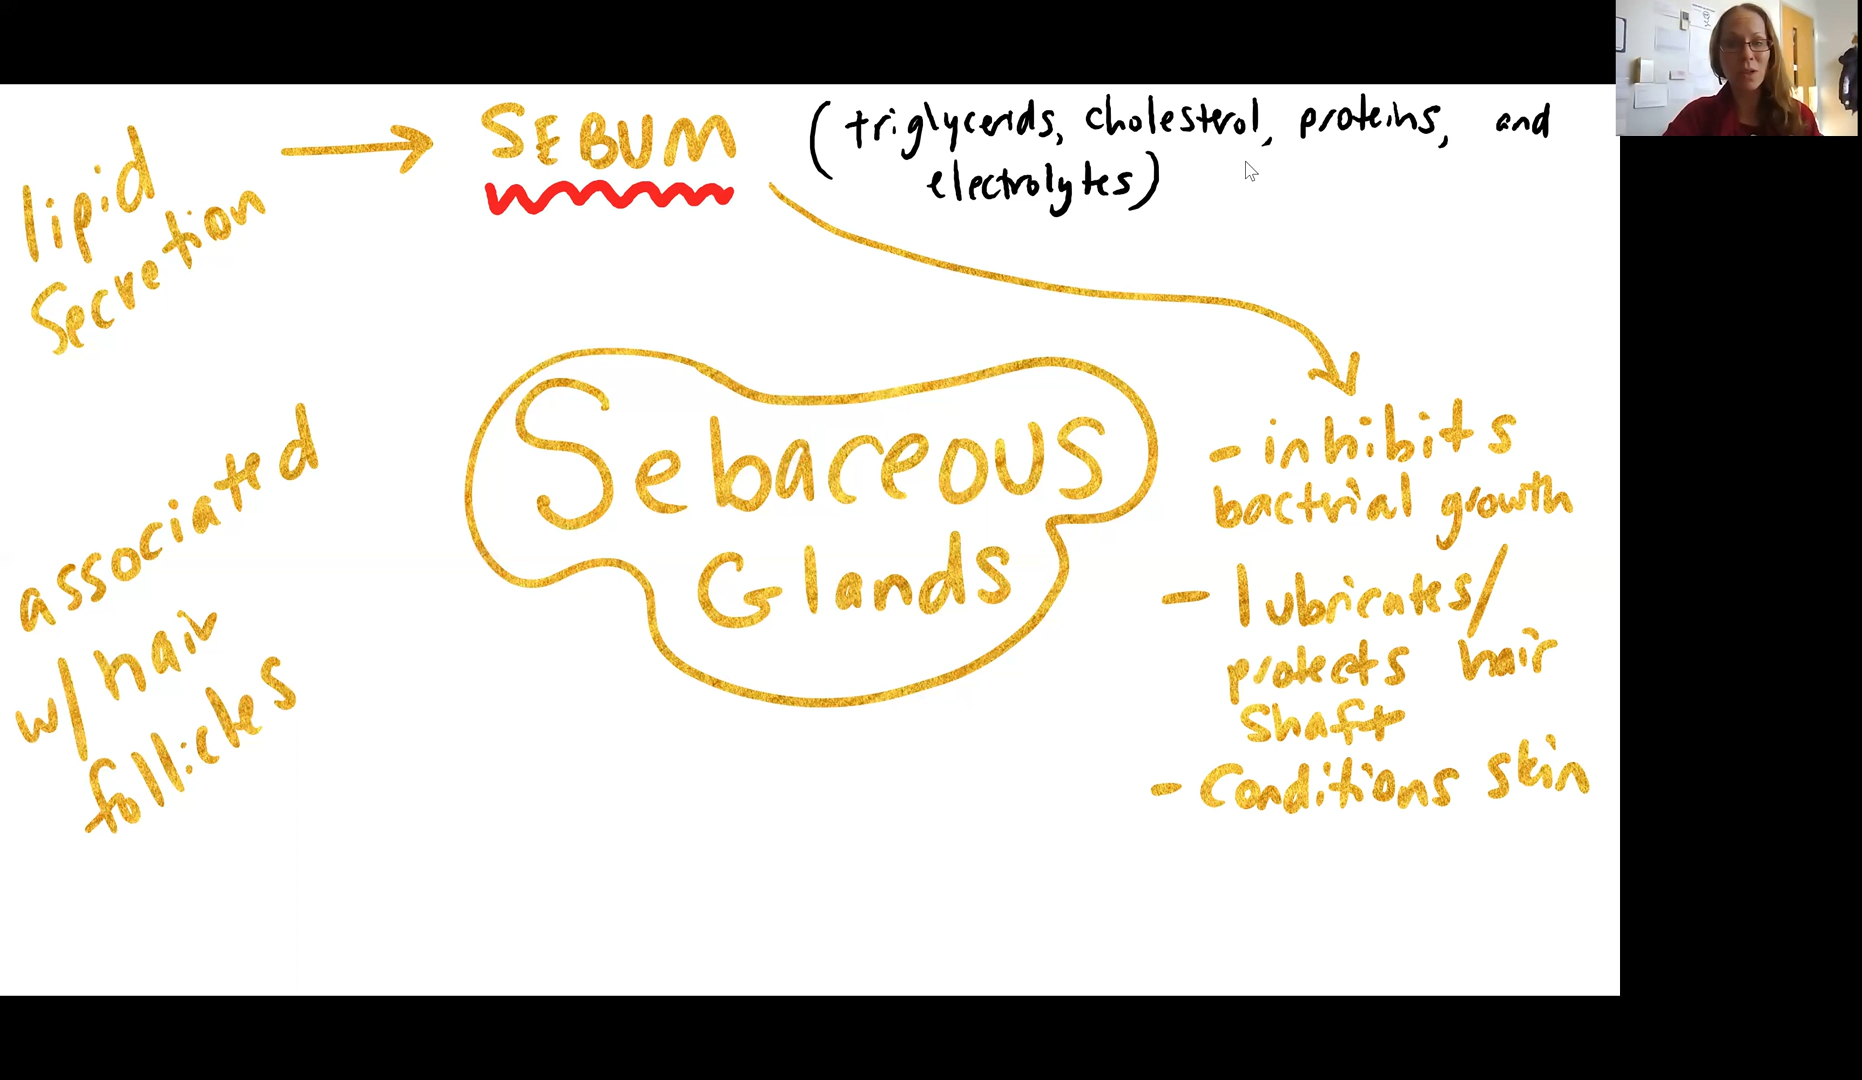 lipid
secretion
SEBUM
(triglycerids, cholesterol, proteins, and
electrolytes)
Sebaceous
Glands
associated
w/ hair
follicles
- inhibits
bacterial growth
- lubricates/
protects hair
shaft
- Conditions skin